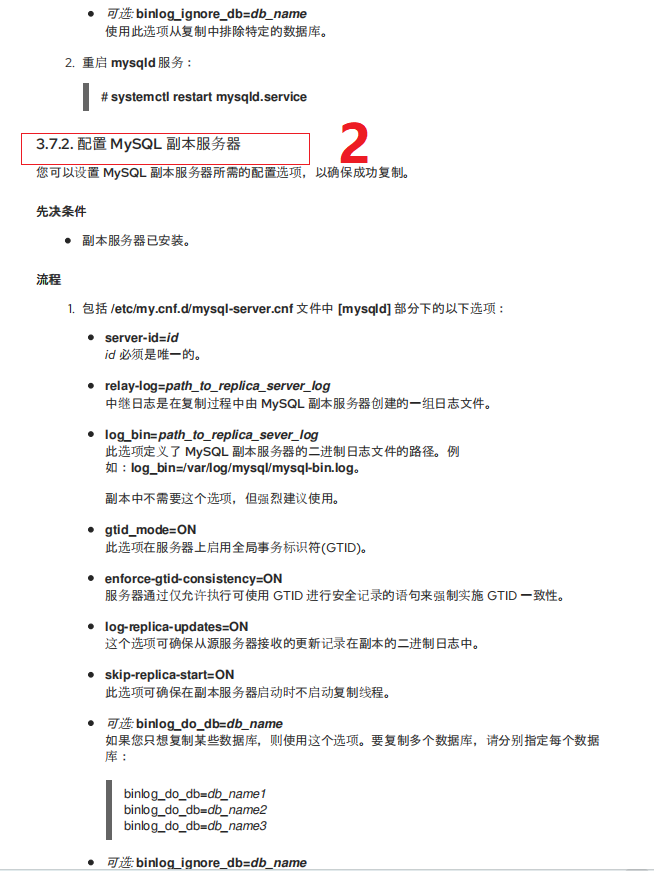 可选: binlog_ignore_db=db_name
使用此选项从复制中排除特定的数据库。
2. 重启 mysqld 服务：
# systemctl restart mysqld.service
3.7.2. 配置 MySQL 副本服务器
2
您可以设置 MySQL 副本服务器所需的配置选项，以确保成功复制。
先决条件
副本服务器已安装。
流程
1. 包括 /etc/my.cnf.d/mysql-server.cnf 文件中 [mysqld] 部分下的以下选项：
server-id=id
id 必须是唯一的。
relay-log=path_to_replica_server_log
中继日志是在复制过程中由 MySQL 副本服务器创建的一组日志文件。
log_bin=path_to_replica_sever_log
此选项定义了 MySQL 副本服务器的二进制日志文件的路径。例
如：log_bin=/var/log/mysql/mysql-bin.log。
副本中不需要这个选项，但强烈建议使用。
gtid_mode=ON
此选项在服务器上启用全局事务标识符(GTID)。
enforce-gtid-consistency=ON
服务器通过仅允许执行可使用 GTID 进行安全记录的语句来强制实施 GTID 一致性。
log-replica-updates=ON
这个选项可确保从源服务器接收的更新记录在副本的二进制日志中。
skip-replica-start=ON
此选项可确保在副本服务器启动时不启动复制线程。
可选: binlog_do_db=db_name
如果您只想复制某些数据库，则使用这个选项。要复制多个数据库，请分别指定每个数据
库：
binlog_do_db=db_name1
binlog_do_db=db_name2
binlog_do_db=db_name3
可选: binlog_ignore_db=db_name